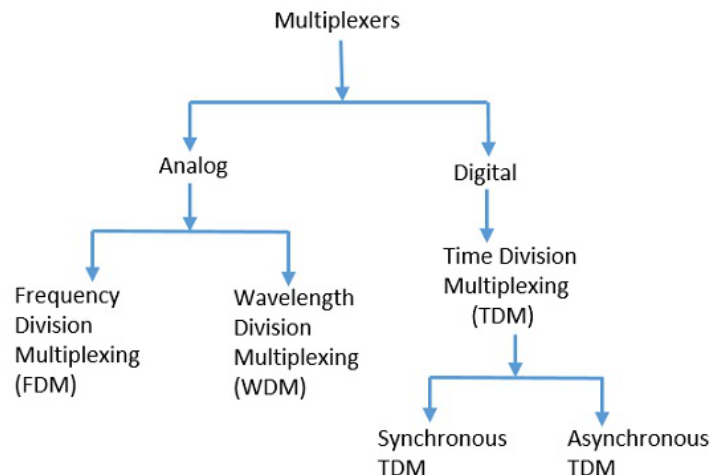 Multiplexers
Analog
Digital
Frequency
Division
Multiplexing
(FDM)
Wavelength
Division
Multiplexing
(WDM)
Time Division
Multiplexing
(TDM)
Synchronous
TDM
Asynchronous
TDM